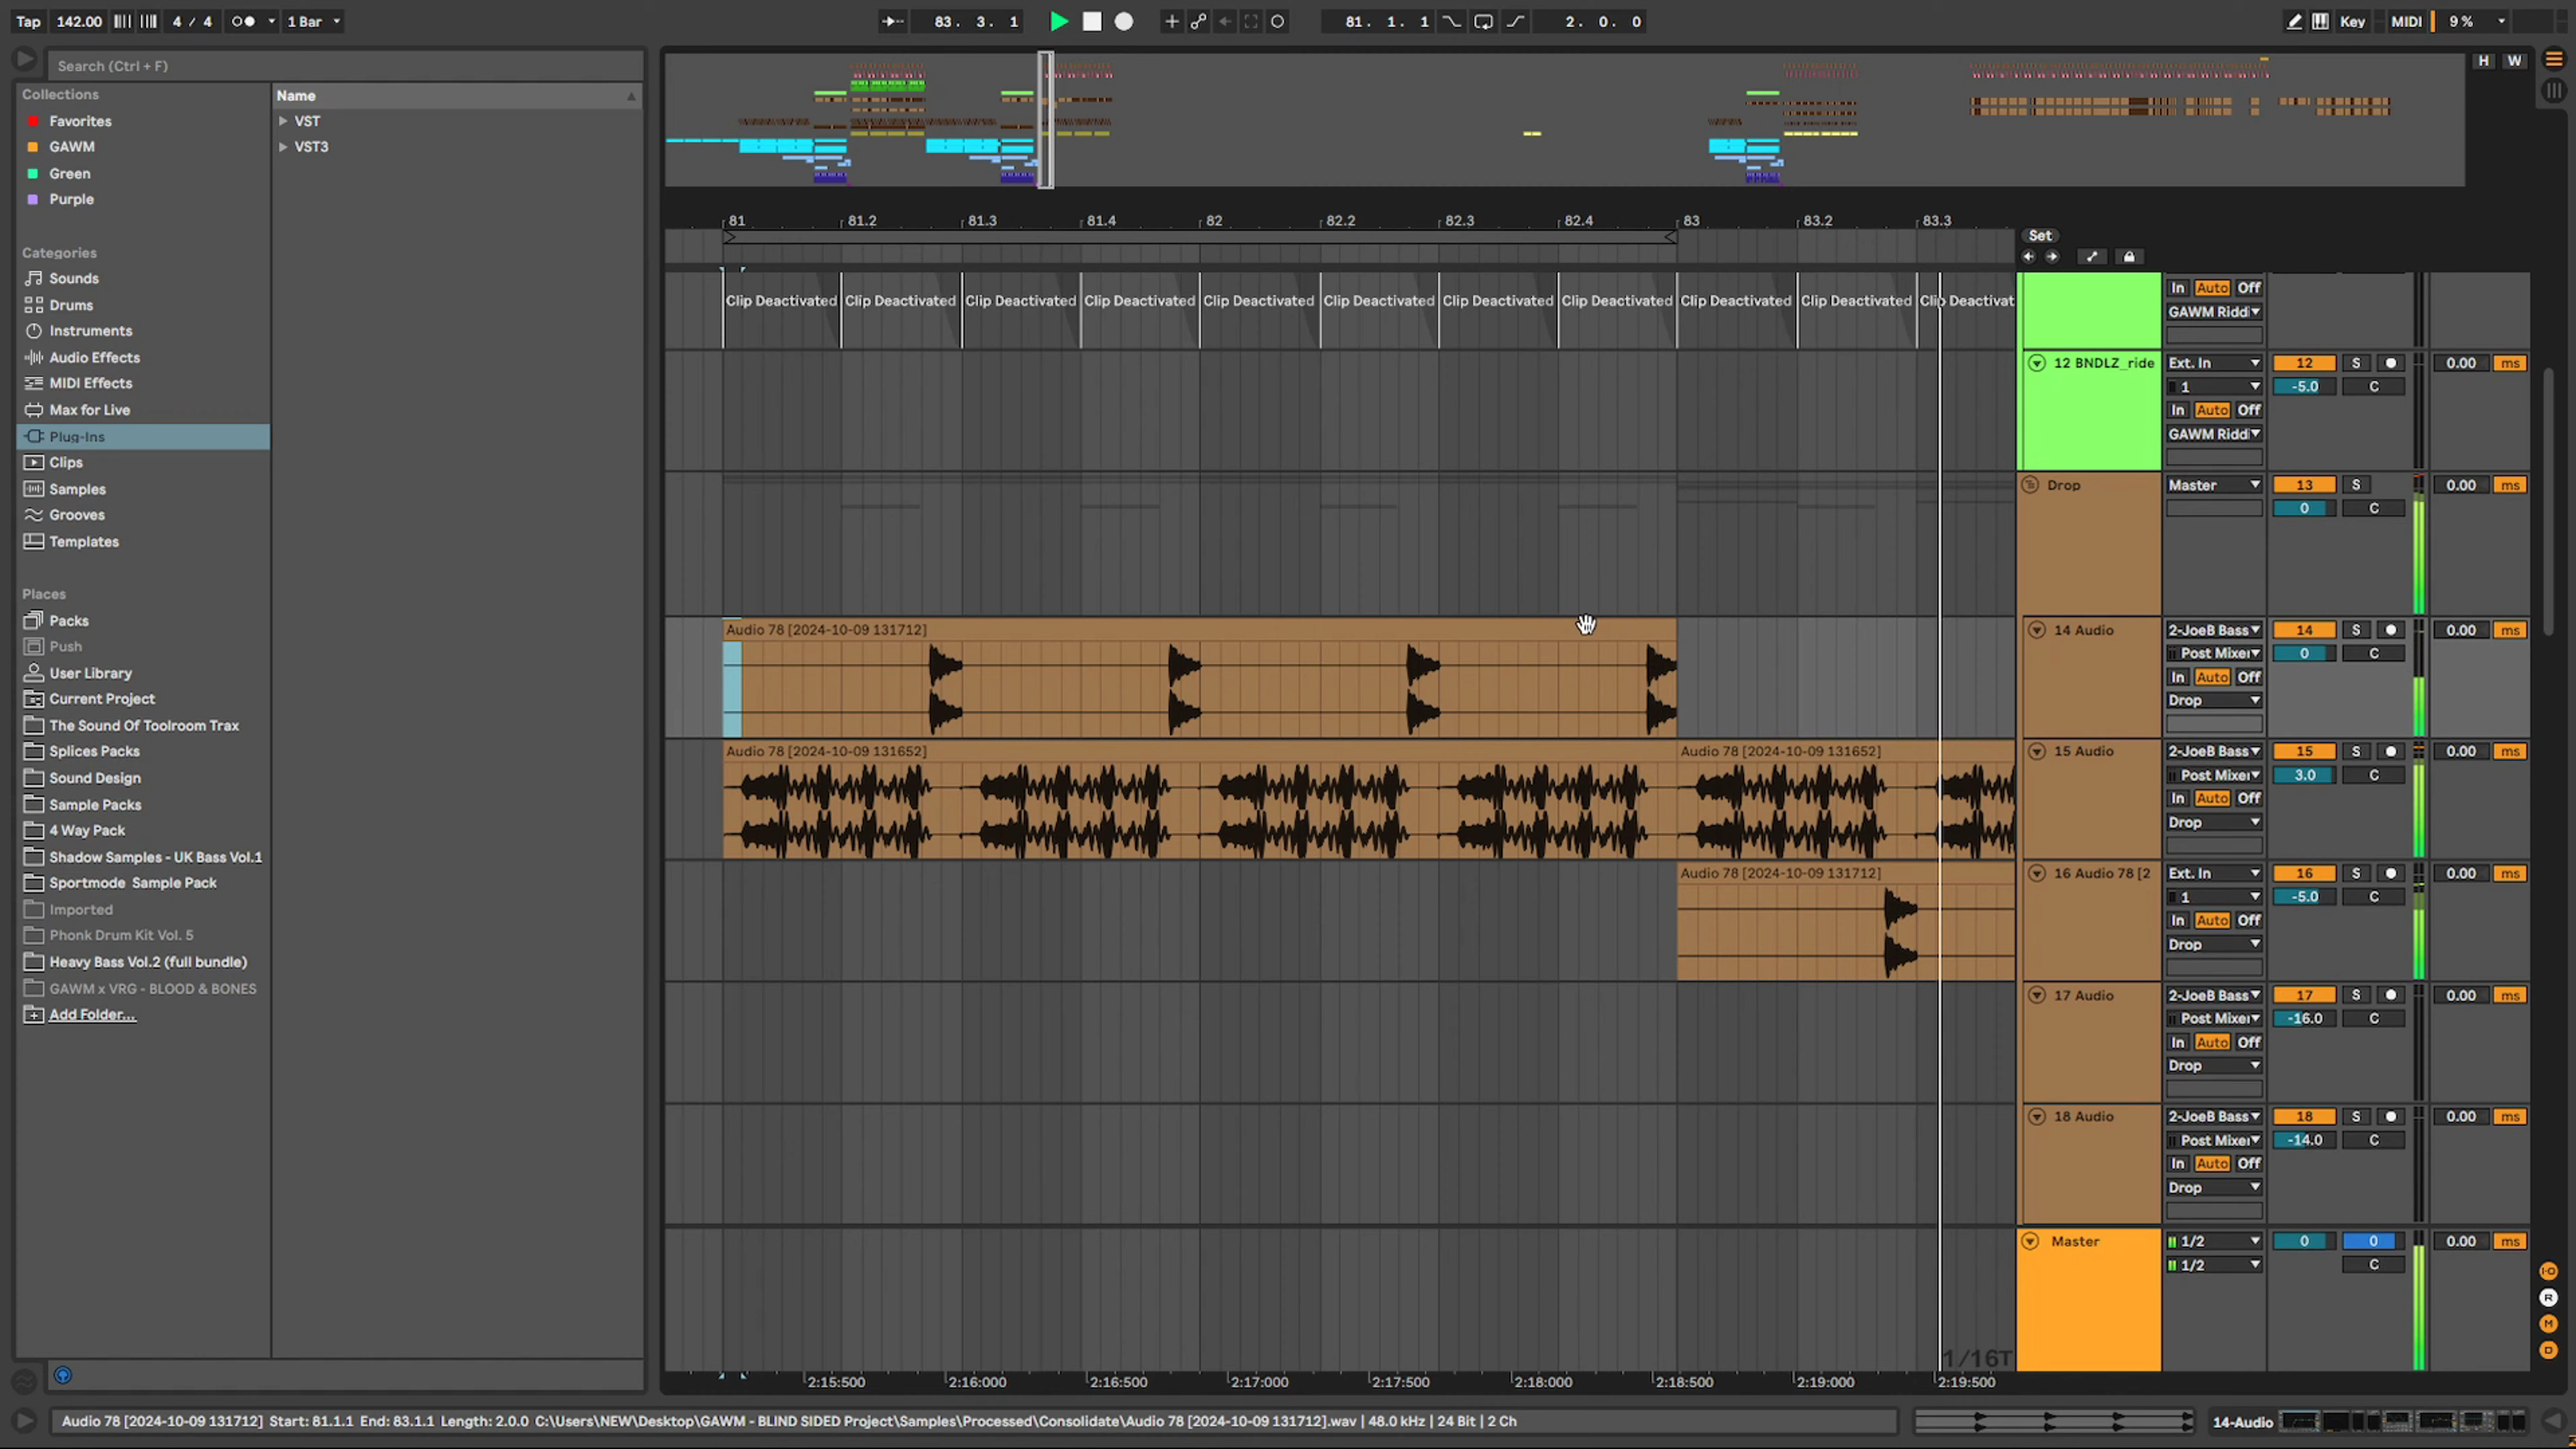 Tap 142.00 4 / 4 1 Bar 83. 3. 1 81. 1. 1 2. 0. 0 Key MIDI 9 %
Search (Ctrl + F) H W
Collections Name
Favorites VST
GAWM VST3
Green
Purple
Categories
Sounds
Drums
Instruments
Audio Effects
MIDI Effects
Max for Live
Plug-Ins
Clips
Samples
Grooves
Templates
Places
Packs
Push
User Library
Current Project
The Sound Of Toolroom Trax
Splices Packs
Sound Design
Sample Packs
4 Way Pack
Shadow Samples - UK Bass Vol.1
Sportmode Sample Pack
Imported
Phonk Drum Kit Vol. 5
Heavy Bass Vol.2 (full bundle)
GAWM x VRG - BLOOD & BONES
Add Folder...
81 81.2 81.3 81.4 82 82.2 82.3 82.4 83 83.2 83.3
Set
Clip Deactivated Clip Deactivated Clip Deactivated Clip Deactivated Clip Deactivated Clip Deactivated Clip Deactivated Clip Deactivated Clip Deactivated Clip Deactivated Clip Deactivat
In Auto Off
GAWM Riddi
12 BNDLZ_ride Ext. In 12 S 0.00 ms
1 -5.0 C
In Auto Off
GAWM Riddi
Drop Master 13 S 0.00 ms
0 C
Audio 78 [2024-10-09 131712] 14 Audio 2-JoeB Bass 14 S 0.00 ms
Post Mixer 0 C
In Auto Off
Drop
Audio 78 [2024-10-09 131652] Audio 78 [2024-10-09 131652] 15 Audio 2-JoeB Bass 15 S 0.00 ms
Post Mixer 3.0 C
In Auto Off
Drop
Audio 78 [2024-10-09 131712] 16 Audio 78 [2 Ext. In 16 S 0.00 ms
1 -5.0 C
In Auto Off
Drop
17 Audio 2-JoeB Bass 17 S 0.00 ms
Post Mixer -16.0 C
In Auto Off
Drop
18 Audio 2-JoeB Bass 18 S 0.00 ms
Post Mixer -14.0 C
In Auto Off
Drop
Master 1/2 0 0 0.00 ms
1/2 C
I·O
R
M
D
1/16T
2:15:500 2:16:000 2:16:500 2:17:000 2:17:500 2:18:000 2:18:500 2:19:000 2:19:500
Audio 78 [2024-10-09 131712] Start: 81.1.1 End: 83.1.1 Length: 2.0.0 C:\Users\NEW\Desktop\GAWM - BLIND SIDED Project\Samples\Processed\Consolidate\Audio 78 [2024-10-09 131712].wav | 48.0 kHz | 24 Bit | 2 Ch 14-Audio